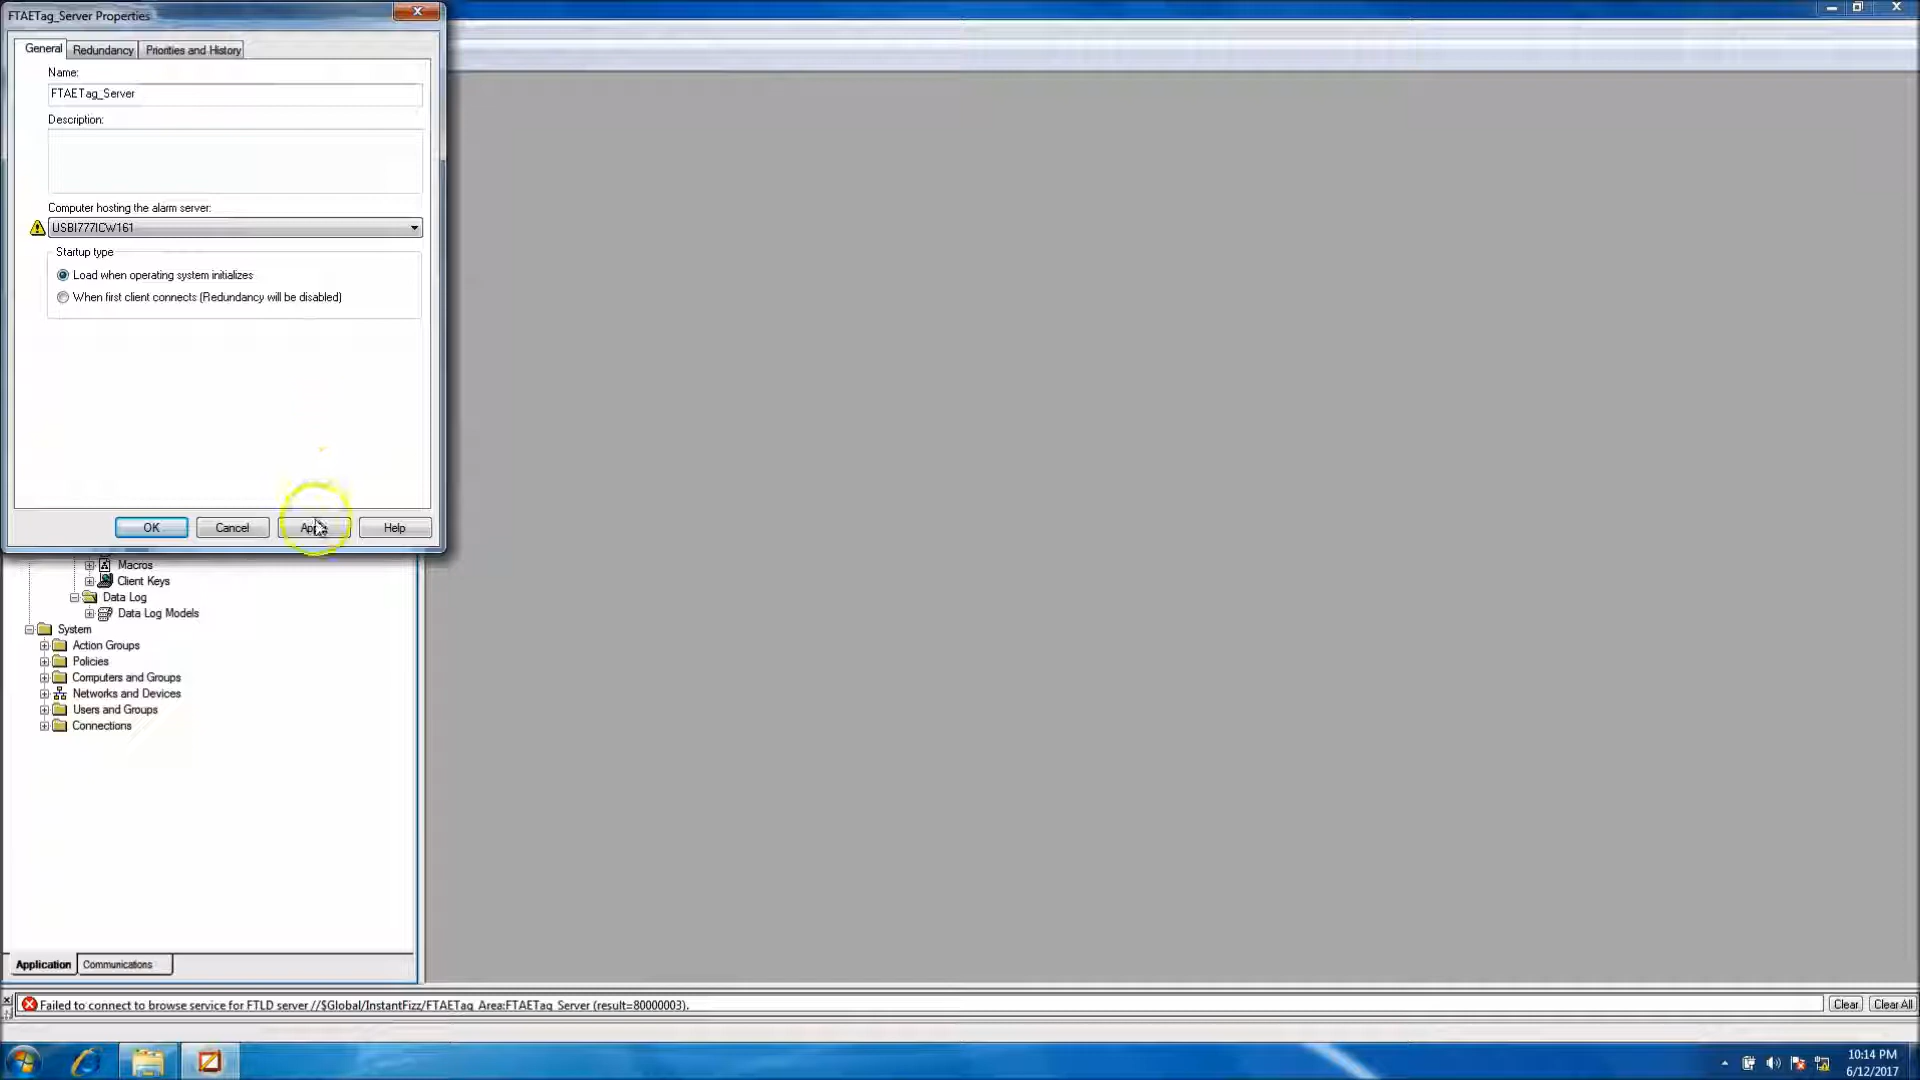 FTAETag_Server Properties
General
Redundancy
Priorities and History
Name:
FTAETag_Server
Description:
Computer hosting the alarm server:
USBI777ICW161
Startup type
Load when operating system initializes
When first client connects (Redundancy will be disabled)
OK
Cancel
Help
Macros
Client Keys
Data Log
Data Log Models
System
Action Groups
Policies
Computers and Groups
Networks and Devices
Users and Groups
Connections
Application
Communications
Failed to connect to browse service for FTLD server //$Global/InstantFizz/FTAETag_Area:FTAETag_Server (result=80000003).
Clear
Clear All
10:14 PM
6/12/2017